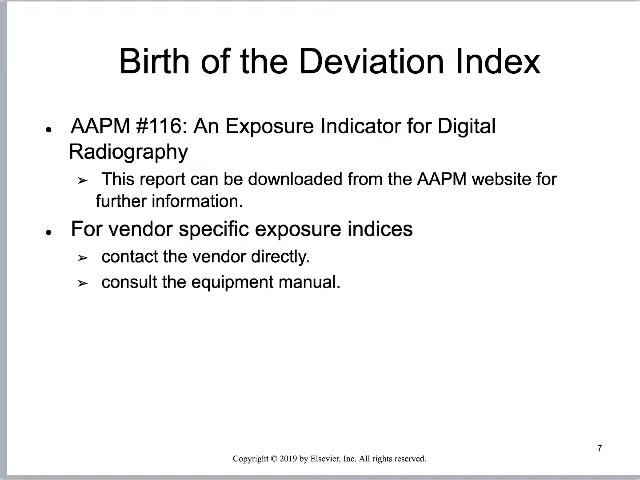 Birth of the Deviation Index
• AAPM #116: An Exposure Indicator for Digital
Radiography
➢ This report can be downloaded from the AAPM website for
further information.
• For vendor specific exposure indices
➢ contact the vendor directly.
➢ consult the equipment manual.
7
Copyright © 2019 by Elsevier, Inc. All rights reserved.